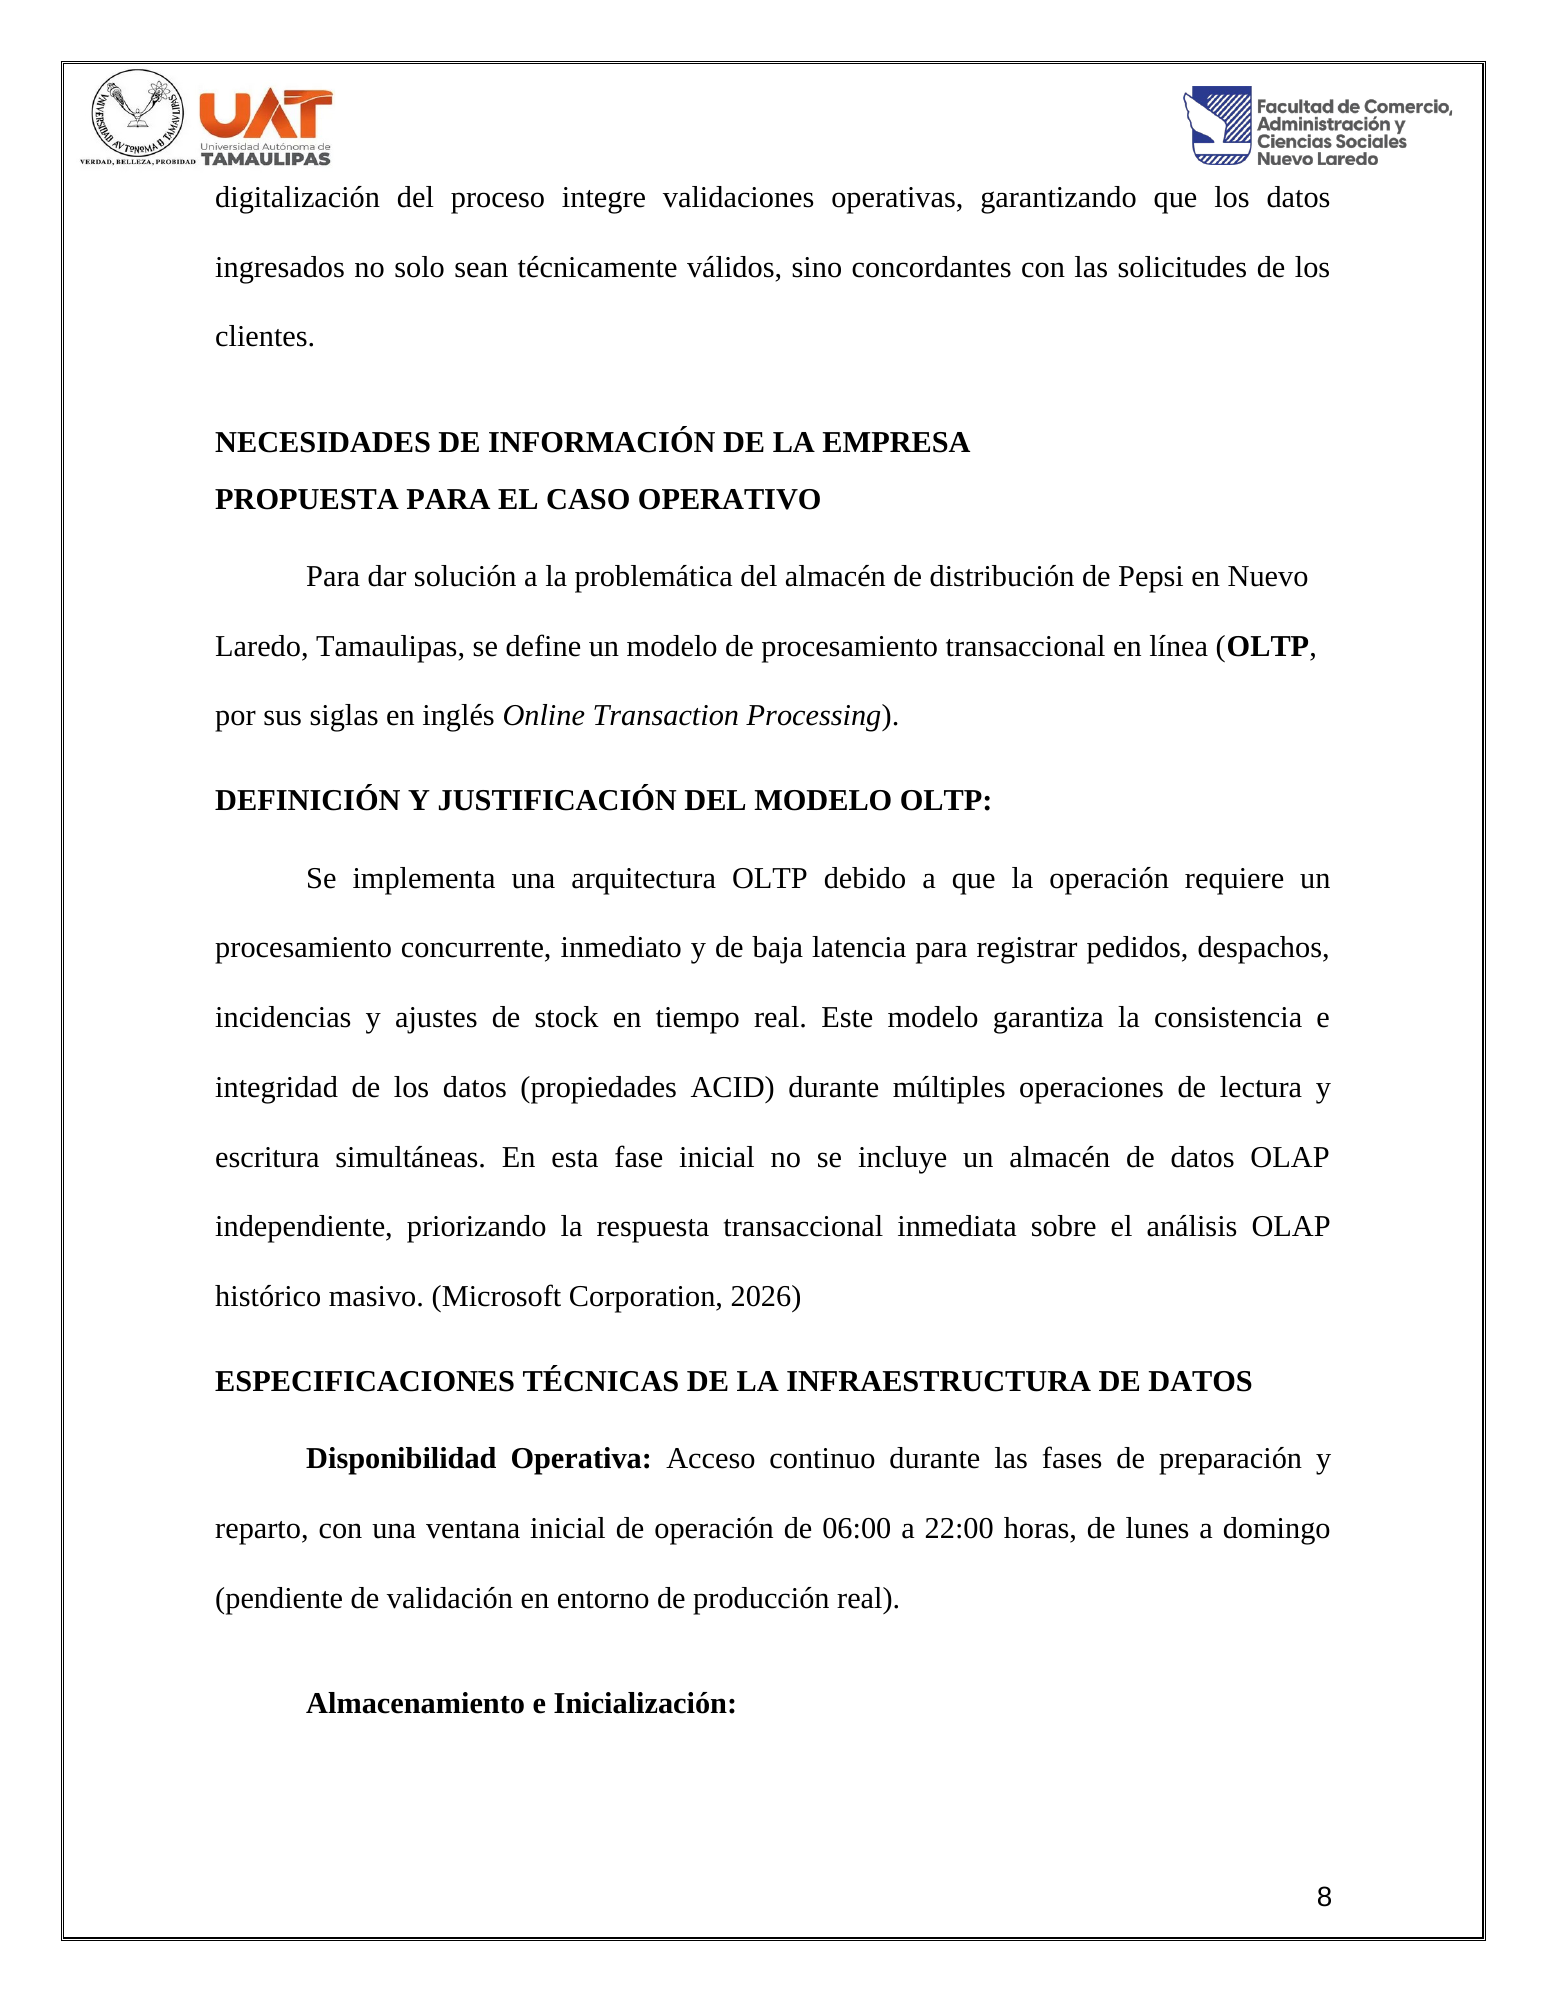 UNIVERSIDAD AUTONOMA DE TAMAULIPAS
VERDAD, BELLEZA, PROBIDAD
UAT
Universidad Autónoma de
TAMAULIPAS
Facultad de Comercio,
Administración y
Ciencias Sociales
Nuevo Laredo
digitalización del proceso integre validaciones operativas, garantizando que los datos
ingresados no solo sean técnicamente válidos, sino concordantes con las solicitudes de los
clientes.
NECESIDADES DE INFORMACIÓN DE LA EMPRESA
PROPUESTA PARA EL CASO OPERATIVO
Para dar solución a la problemática del almacén de distribución de Pepsi en Nuevo
Laredo, Tamaulipas, se define un modelo de procesamiento transaccional en línea (OLTP,
por sus siglas en inglés Online Transaction Processing).
DEFINICIÓN Y JUSTIFICACIÓN DEL MODELO OLTP:
Se implementa una arquitectura OLTP debido a que la operación requiere un
procesamiento concurrente, inmediato y de baja latencia para registrar pedidos, despachos,
incidencias y ajustes de stock en tiempo real. Este modelo garantiza la consistencia e
integridad de los datos (propiedades ACID) durante múltiples operaciones de lectura y
escritura simultáneas. En esta fase inicial no se incluye un almacén de datos OLAP
independiente, priorizando la respuesta transaccional inmediata sobre el análisis OLAP
histórico masivo. (Microsoft Corporation, 2026)
ESPECIFICACIONES TÉCNICAS DE LA INFRAESTRUCTURA DE DATOS
Disponibilidad Operativa: Acceso continuo durante las fases de preparación y
reparto, con una ventana inicial de operación de 06:00 a 22:00 horas, de lunes a domingo
(pendiente de validación en entorno de producción real).
Almacenamiento e Inicialización:
8